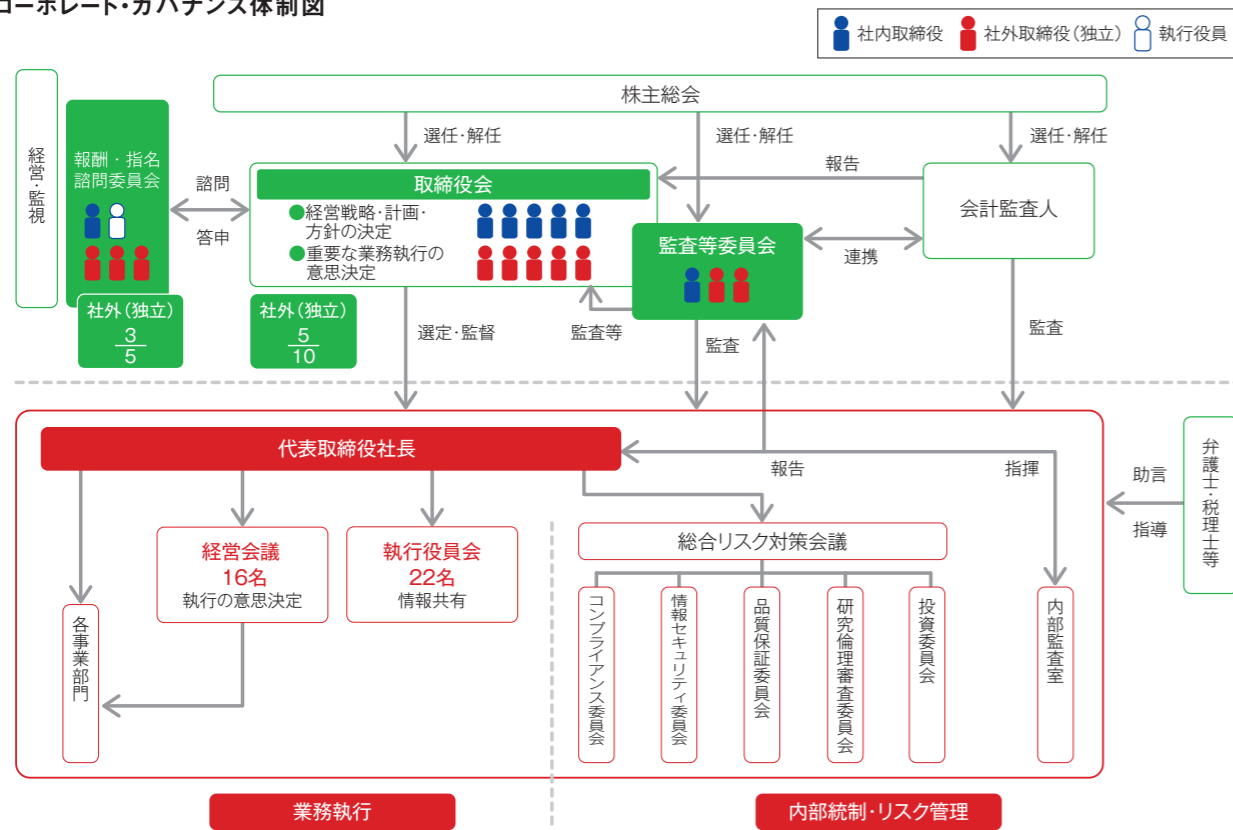 コーポレート・ガバナンス体制図
社内取締役
社外取締役(独立)
執行役員
株主総会
経営・監視
報酬・指名
諮問委員会
社外(独立)
3
5
諮問
答申
選任・解任
選任・解任
選任・解任
取締役会
●経営戦略・計画・
方針の決定
●重要な業務執行の
意思決定
社外(独立)
5
10
報告
会計監査人
監査等委員会
連携
監査等
選定・監督
監査
監査
代表取締役社長
報告
指揮
助言
指導
弁護士・税理士等
経営会議
16名
執行の意思決定
執行役員会
22名
情報共有
各事業部門
総合リスク対策会議
コンプライアンス委員会
情報セキュリティ委員会
品質保証委員会
研究倫理審査委員会
投資委員会
内部監査室
業務執行
内部統制・リスク管理